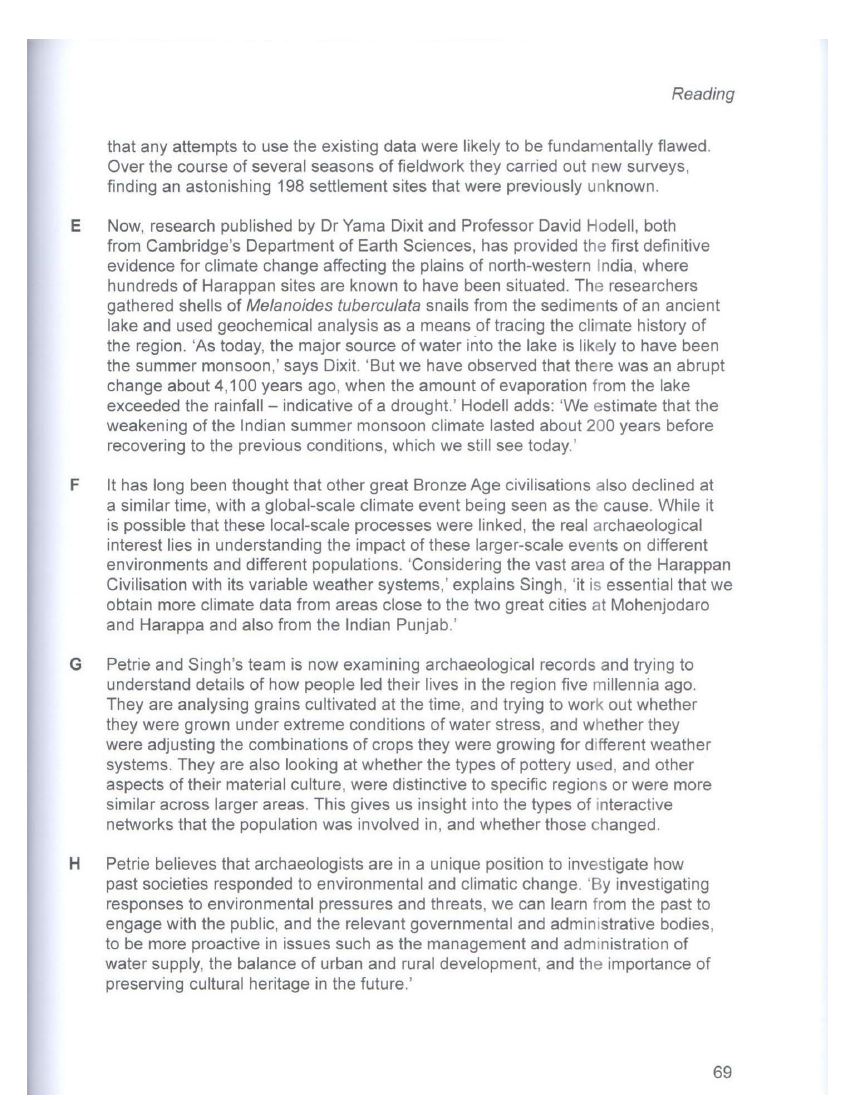 Reading
that any attempts to use the existing data were likely to be fundamentally flawed.
Over the course of several seasons of fieldwork they carried out new surveys,
finding an astonishing 198 settlement sites that were previously unknown.
E Now, research published by Dr Yama Dixit and Professor David Hodell, both
from Cambridge's Department of Earth Sciences, has provided the first definitive
evidence for climate change affecting the plains of north-western India, where
hundreds of Harappan sites are known to have been situated. The researchers
gathered shells of Melanoides tuberculata snails from the sediments of an ancient
lake and used geochemical analysis as a means of tracing the climate history of
the region. 'As today, the major source of water into the lake is likely to have been
the summer monsoon,' says Dixit. 'But we have observed that there was an abrupt
change about 4,100 years ago, when the amount of evaporation from the lake
exceeded the rainfall – indicative of a drought.' Hodell adds: 'We estimate that the
weakening of the Indian summer monsoon climate lasted about 200 years before
recovering to the previous conditions, which we still see today.'
F It has long been thought that other great Bronze Age civilisations also declined at
a similar time, with a global-scale climate event being seen as the cause. While it
is possible that these local-scale processes were linked, the real archaeological
interest lies in understanding the impact of these larger-scale events on different
environments and different populations. 'Considering the vast area of the Harappan
Civilisation with its variable weather systems,' explains Singh, 'it is essential that we
obtain more climate data from areas close to the two great cities at Mohenjodaro
and Harappa and also from the Indian Punjab.'
G Petrie and Singh's team is now examining archaeological records and trying to
understand details of how people led their lives in the region five millennia ago.
They are analysing grains cultivated at the time, and trying to work out whether
they were grown under extreme conditions of water stress, and whether they
were adjusting the combinations of crops they were growing for different weather
systems. They are also looking at whether the types of pottery used, and other
aspects of their material culture, were distinctive to specific regions or were more
similar across larger areas. This gives us insight into the types of interactive
networks that the population was involved in, and whether those changed.
H Petrie believes that archaeologists are in a unique position to investigate how
past societies responded to environmental and climatic change. 'By investigating
responses to environmental pressures and threats, we can learn from the past to
engage with the public, and the relevant governmental and administrative bodies,
to be more proactive in issues such as the management and administration of
water supply, the balance of urban and rural development, and the importance of
preserving cultural heritage in the future.'
69